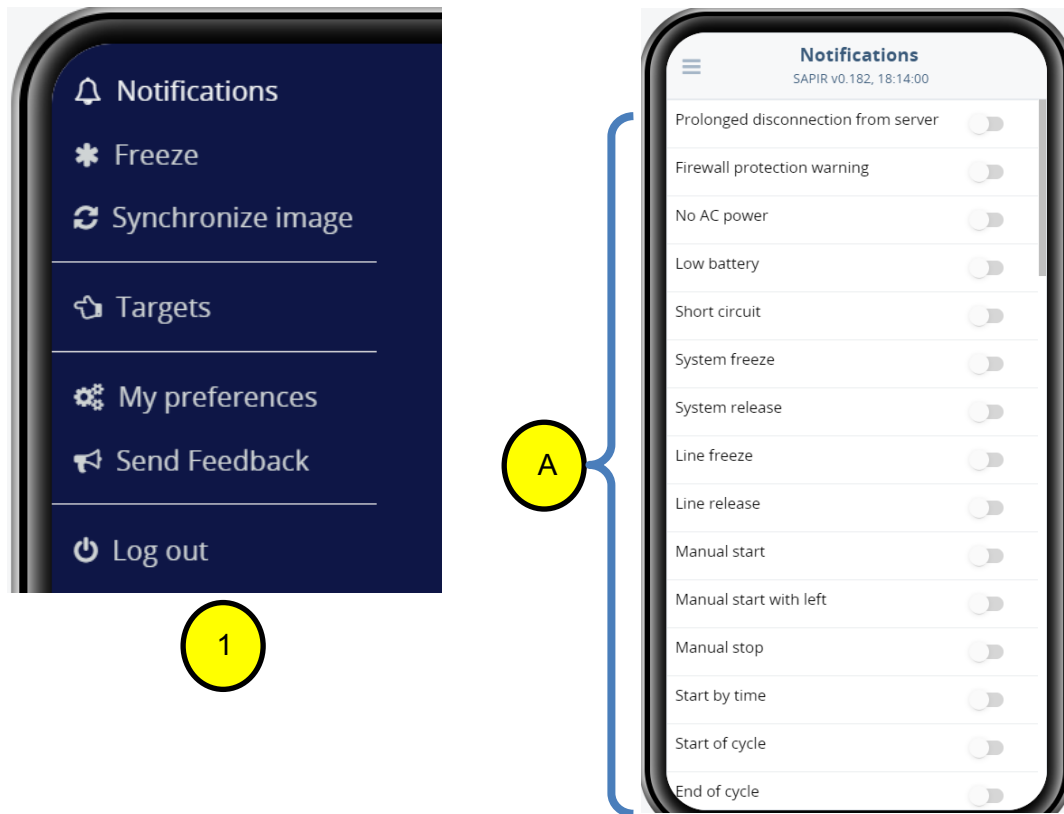 Notifications
Freeze
Synchronize image
Targets
My preferences
Send Feedback
Log out
1
A
Notifications
SAPIR v0.182, 18:14:00
Prolonged disconnection from server
Firewall protection warning
No AC power
Low battery
Short circuit
System freeze
System release
Line freeze
Line release
Manual start
Manual start with left
Manual stop
Start by time
Start of cycle
End of cycle